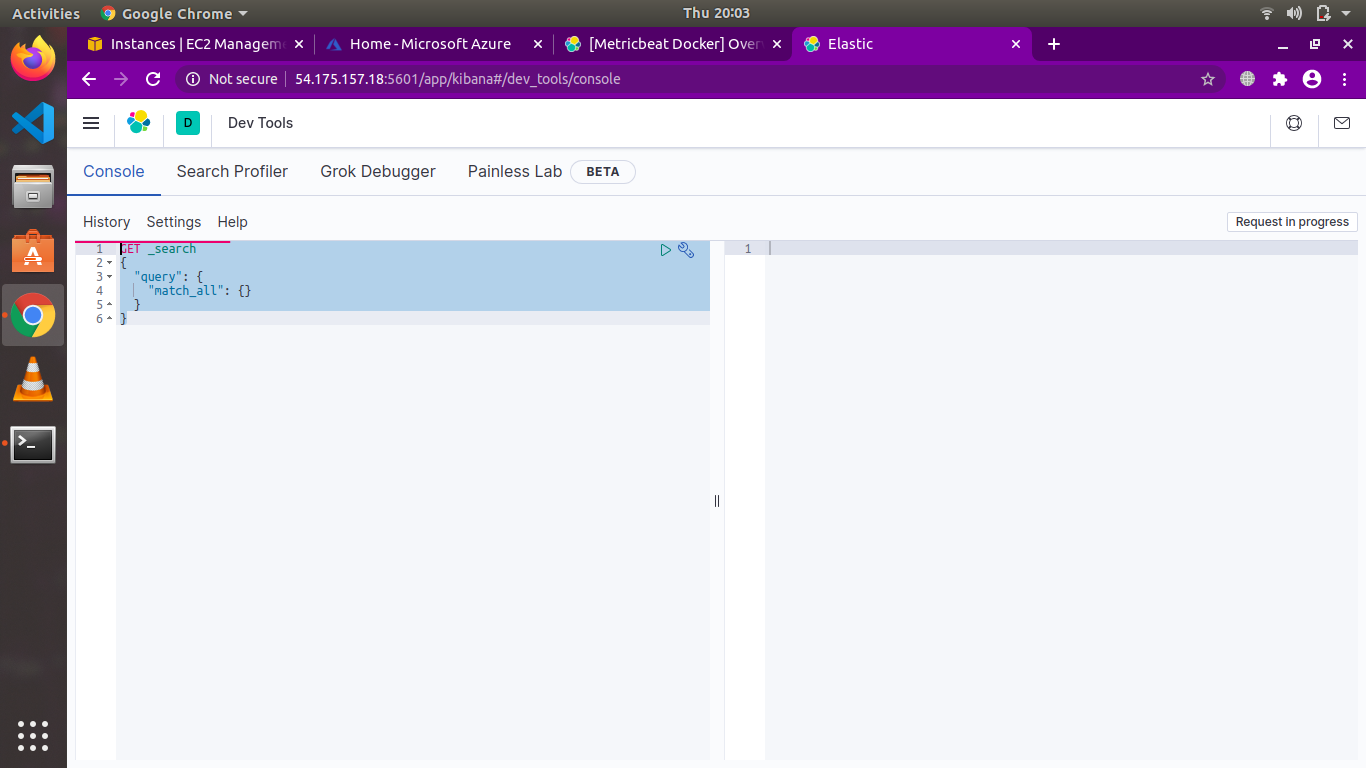 Activities Google Chrome Thu 20:03
Instances | EC2 Managem Home - Microsoft Azure [Metricbeat Docker] Over Elastic
Not secure 54.175.157.18:5601/app/kibana#/dev_tools/console
D Dev Tools
Console Search Profiler Grok Debugger Painless Lab BETA
History Settings Help Request in progress
1 GET _search 1
2 {
3 "query": {
4 "match_all": {}
5 }
6 }